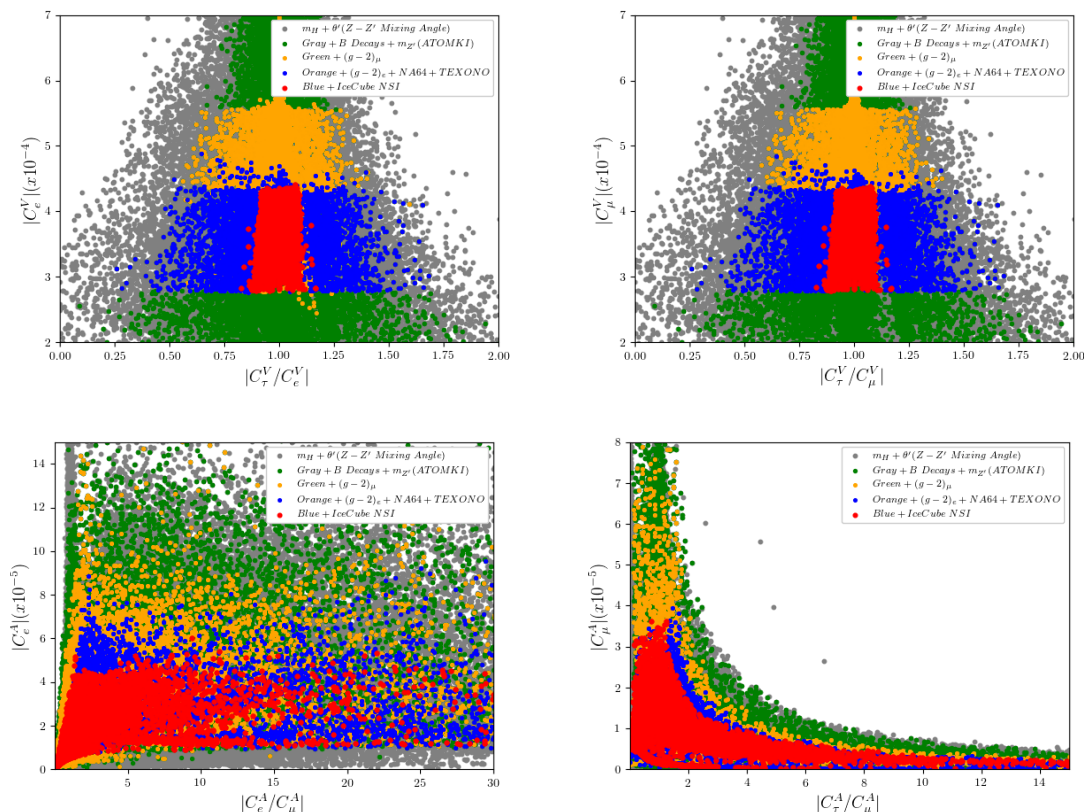 7
6
5
4
3
2
|C_e^V|(x10^{-4})
m_H + θ′(Z − Z′ Mixing Angle)
Gray + B Decays + m_{Z′}(ATOMKI)
Green + (g − 2)_μ
Orange + (g − 2)_e + NA64 + TEXONO
Blue + IceCube NSI
0.00 0.25 0.50 0.75 1.00 1.25 1.50 1.75 2.00
|C_τ^V/C_e^V|
7
6
5
4
3
2
|C_μ^V|(x10^{-4})
m_H + θ′(Z − Z′ Mixing Angle)
Gray + B Decays + m_{Z′}(ATOMKI)
Green + (g − 2)_μ
Orange + (g − 2)_e + NA64 + TEXONO
Blue + IceCube NSI
0.00 0.25 0.50 0.75 1.00 1.25 1.50 1.75 2.00
|C_τ^V/C_μ^V|
14
12
10
8
6
4
2
0
|C_e^A|(x10^{-5})
m_H + θ′(Z − Z′ Mixing Angle)
Gray + B Decays + m_{Z′}(ATOMKI)
Green + (g − 2)_μ
Orange + (g − 2)_e + NA64 + TEXONO
Blue + IceCube NSI
5 10 15 20 25 30
|C_e^A/C_μ^A|
8
7
6
5
4
3
2
1
0
|C_μ^A|(x10^{-5})
m_H + θ′(Z − Z′ Mixing Angle)
Gray + B Decays + m_{Z′}(ATOMKI)
Green + (g − 2)_μ
Orange + (g − 2)_e + NA64 + TEXONO
Blue + IceCube NSI
2 4 6 8 10 12 14
|C_τ^A/C_μ^A|